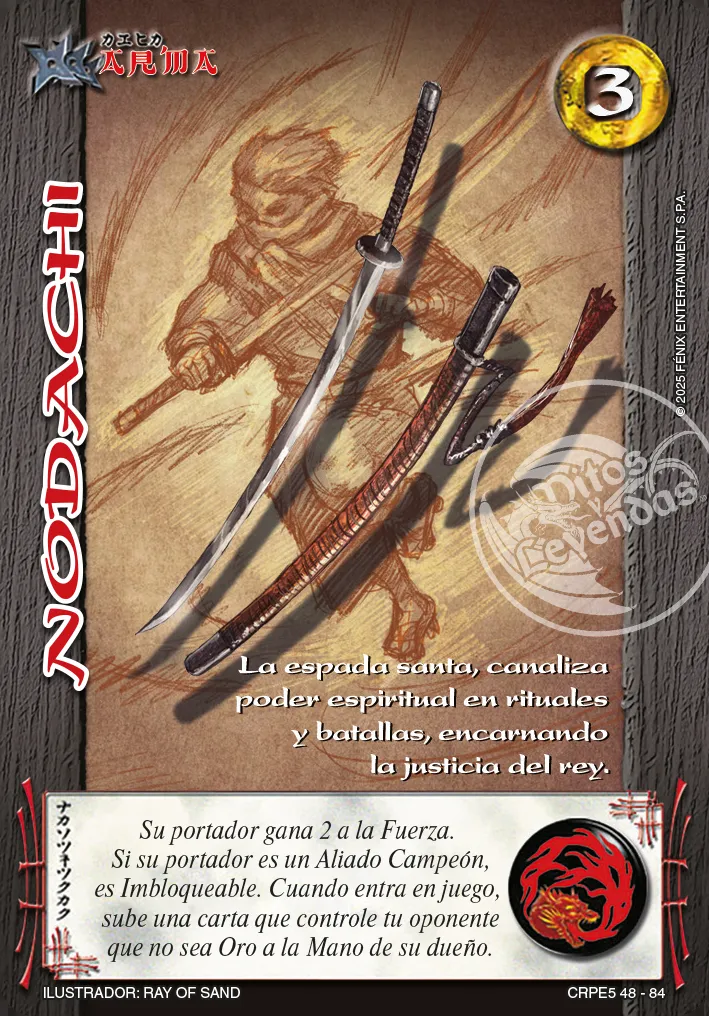 カエヒカ
ARMA
3
NODACHI
© 2025 FÉNIX ENTERTAINMENT S.P.A.
Mitos
y
Leyendas
La espada santa, canaliza
poder espiritual en rituales
y batallas, encarnando
la justicia del rey.
ナカソツネツクカク
Su portador gana 2 a la Fuerza.
Si su portador es un Aliado Campeón,
es Imbloqueable. Cuando entra en juego,
sube una carta que controle tu oponente
que no sea Oro a la Mano de su dueño.
ILUSTRADOR: RAY OF SAND
CRPE5 48 - 84